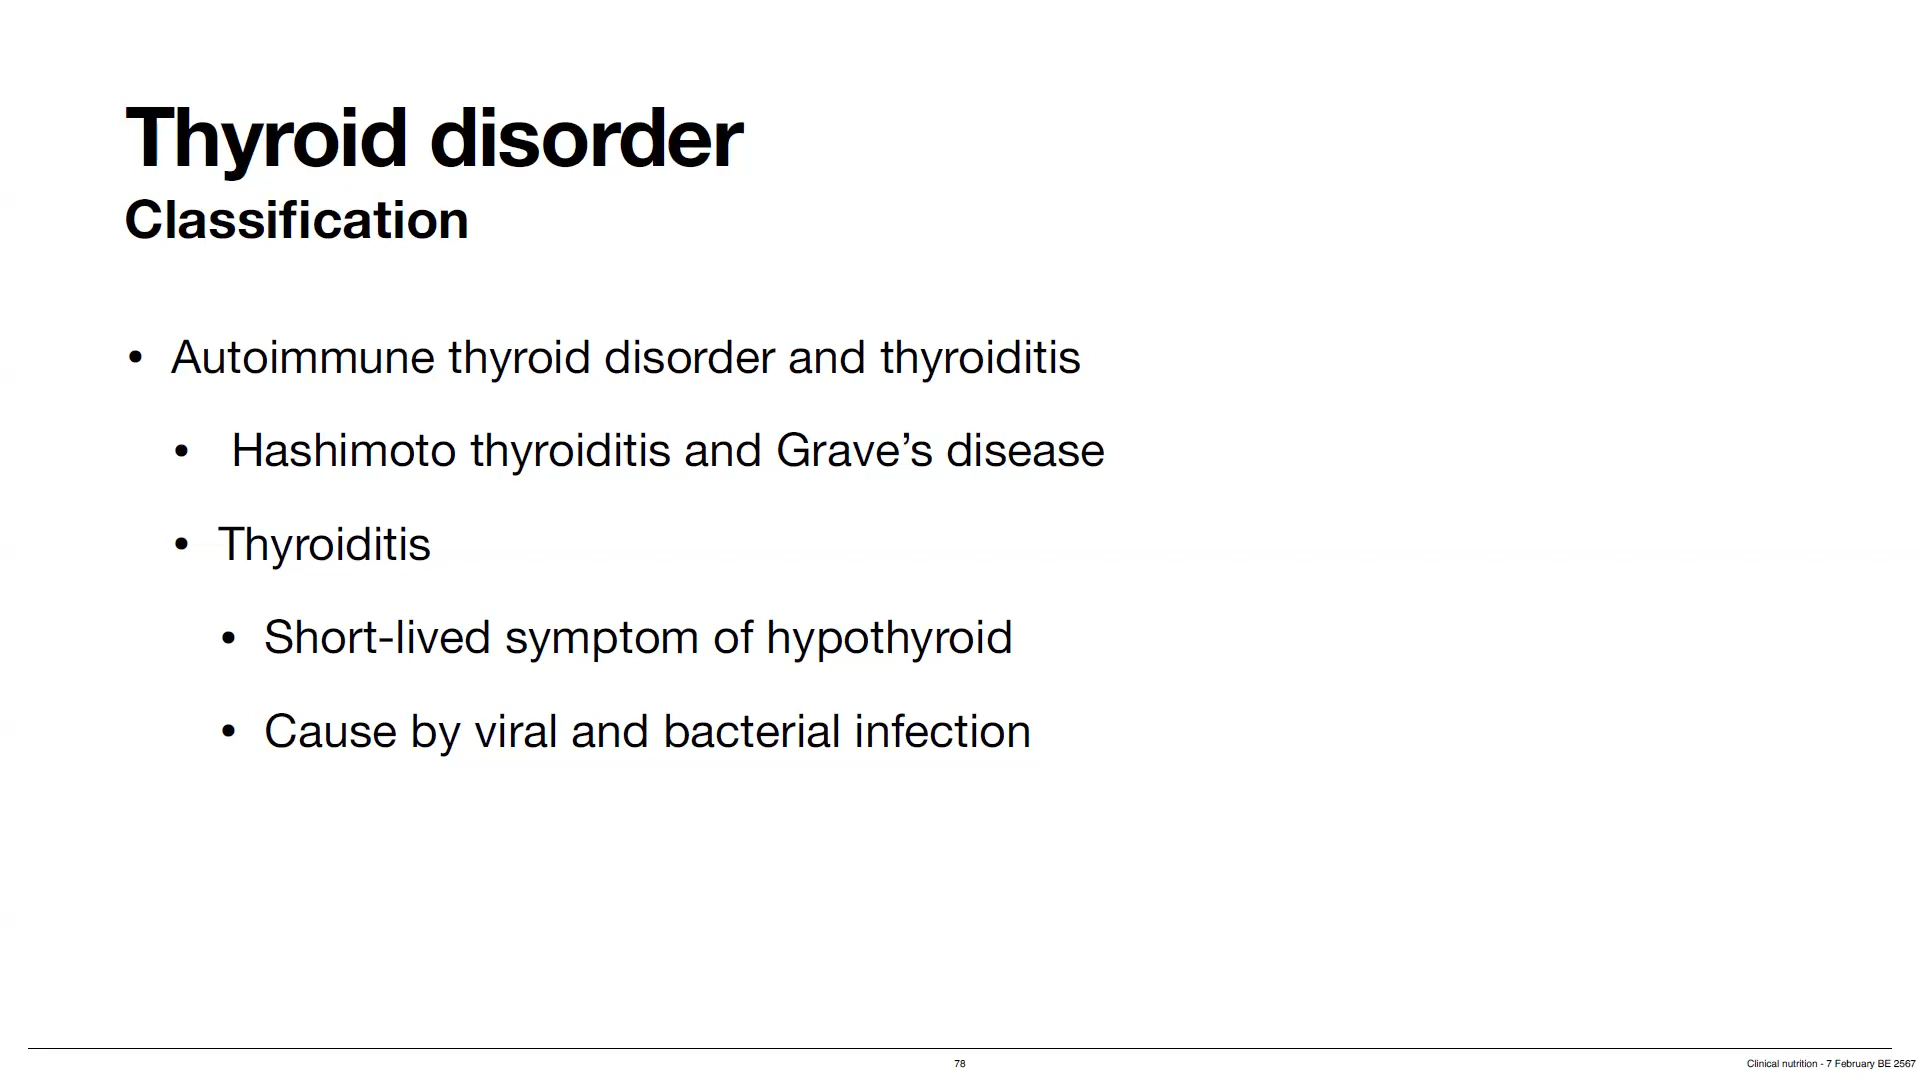 Thyroid disorder
Classification
• Autoimmune thyroid disorder and thyroiditis
• Hashimoto thyroiditis and Grave’s disease
• Thyroiditis
• Short-lived symptom of hypothyroid
• Cause by viral and bacterial infection
78
Clinical nutrition - 7 February BE 2567